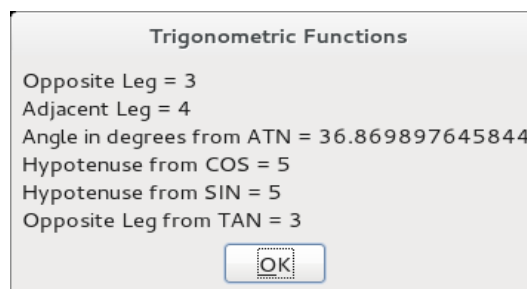 Trigonometric Functions
Opposite Leg = 3
Adjacent Leg = 4
Angle in degrees from ATN = 36.869897645844
Hypotenuse from COS = 5
Hypotenuse from SIN = 5
Opposite Leg from TAN = 3
OK